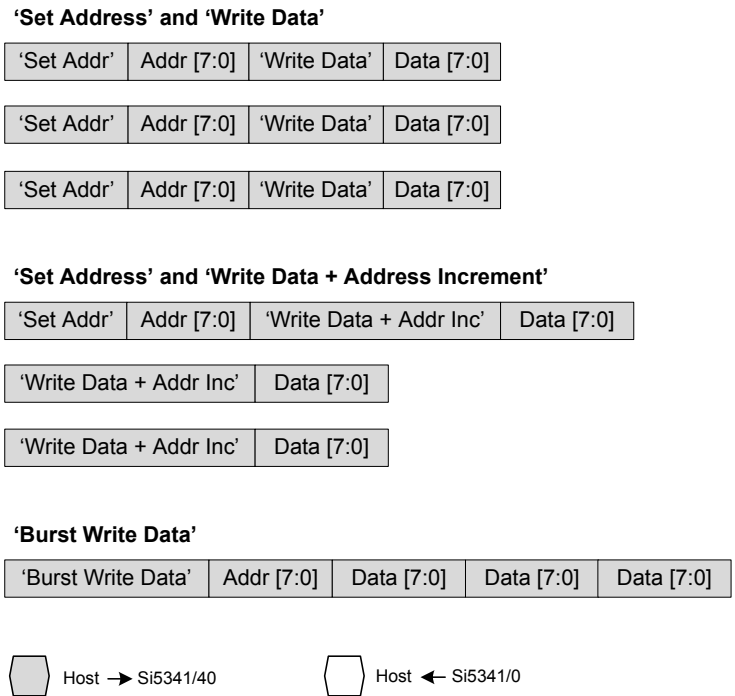 ‘Set Address’ and ‘Write Data’
‘Set Addr’ Addr [7:0] ‘Write Data’ Data [7:0]
‘Set Addr’ Addr [7:0] ‘Write Data’ Data [7:0]
‘Set Addr’ Addr [7:0] ‘Write Data’ Data [7:0]
‘Set Address’ and ‘Write Data + Address Increment’
‘Set Addr’ Addr [7:0] ‘Write Data + Addr Inc’ Data [7:0]
‘Write Data + Addr Inc’ Data [7:0]
‘Write Data + Addr Inc’ Data [7:0]
‘Burst Write Data’
‘Burst Write Data’ Addr [7:0] Data [7:0] Data [7:0] Data [7:0]
Host → Si5341/40 Host ← Si5341/0